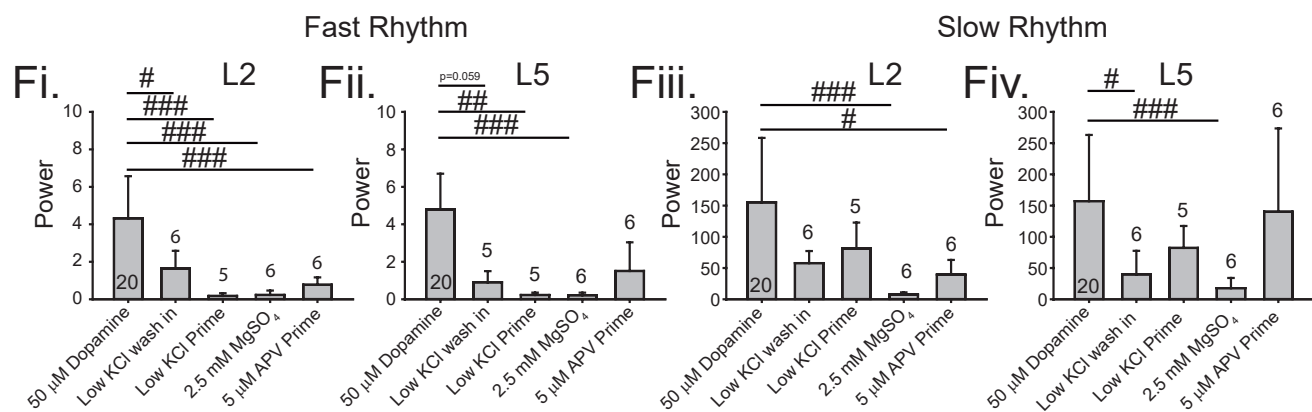 Fast Rhythm
Slow Rhythm
Fi. L2
#
###
###
###
Power
10
8
6
4
2
0
20
6
5
6
6
50 µM Dopamine
Low KCl wash in
Low KCl Prime
2.5 mM MgSO₄
5 µM APV Prime
Fii. L5
p=0.059
##
###
Power
10
8
6
4
2
0
20
5
5
6
6
50 µM Dopamine
Low KCl wash in
Low KCl Prime
2.5 mM MgSO₄
5 µM APV Prime
Fiii. L2
###
#
Power
300
250
200
150
100
50
0
20
6
5
6
6
50 µM Dopamine
Low KCl wash in
Low KCl Prime
2.5 mM MgSO₄
5 µM APV Prime
Fiv. L5
#
###
Power
300
250
200
150
100
50
0
20
6
5
6
6
50 µM Dopamine
Low KCl wash in
Low KCl Prime
2.5 mM MgSO₄
5 µM APV Prime